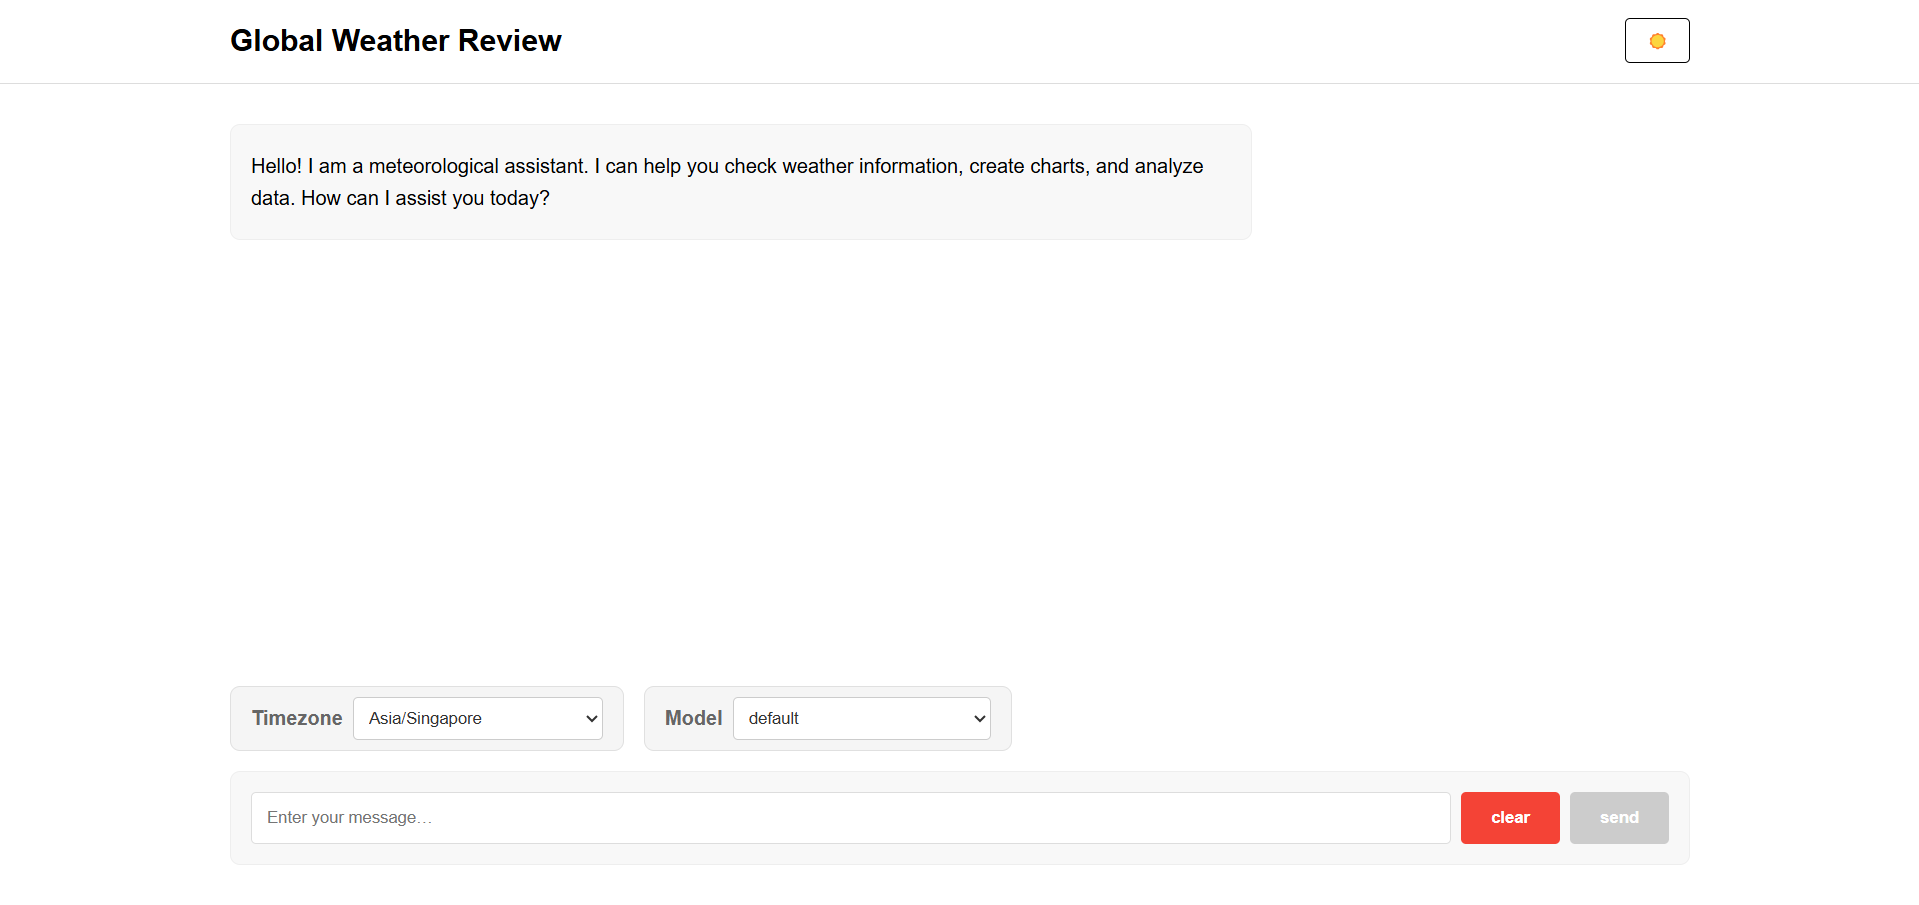 Global Weather Review
Hello! I am a meteorological assistant. I can help you check weather information, create charts, and analyze
data. How can I assist you today?
Timezone Asia/Singapore Model default
Enter your message… clear send